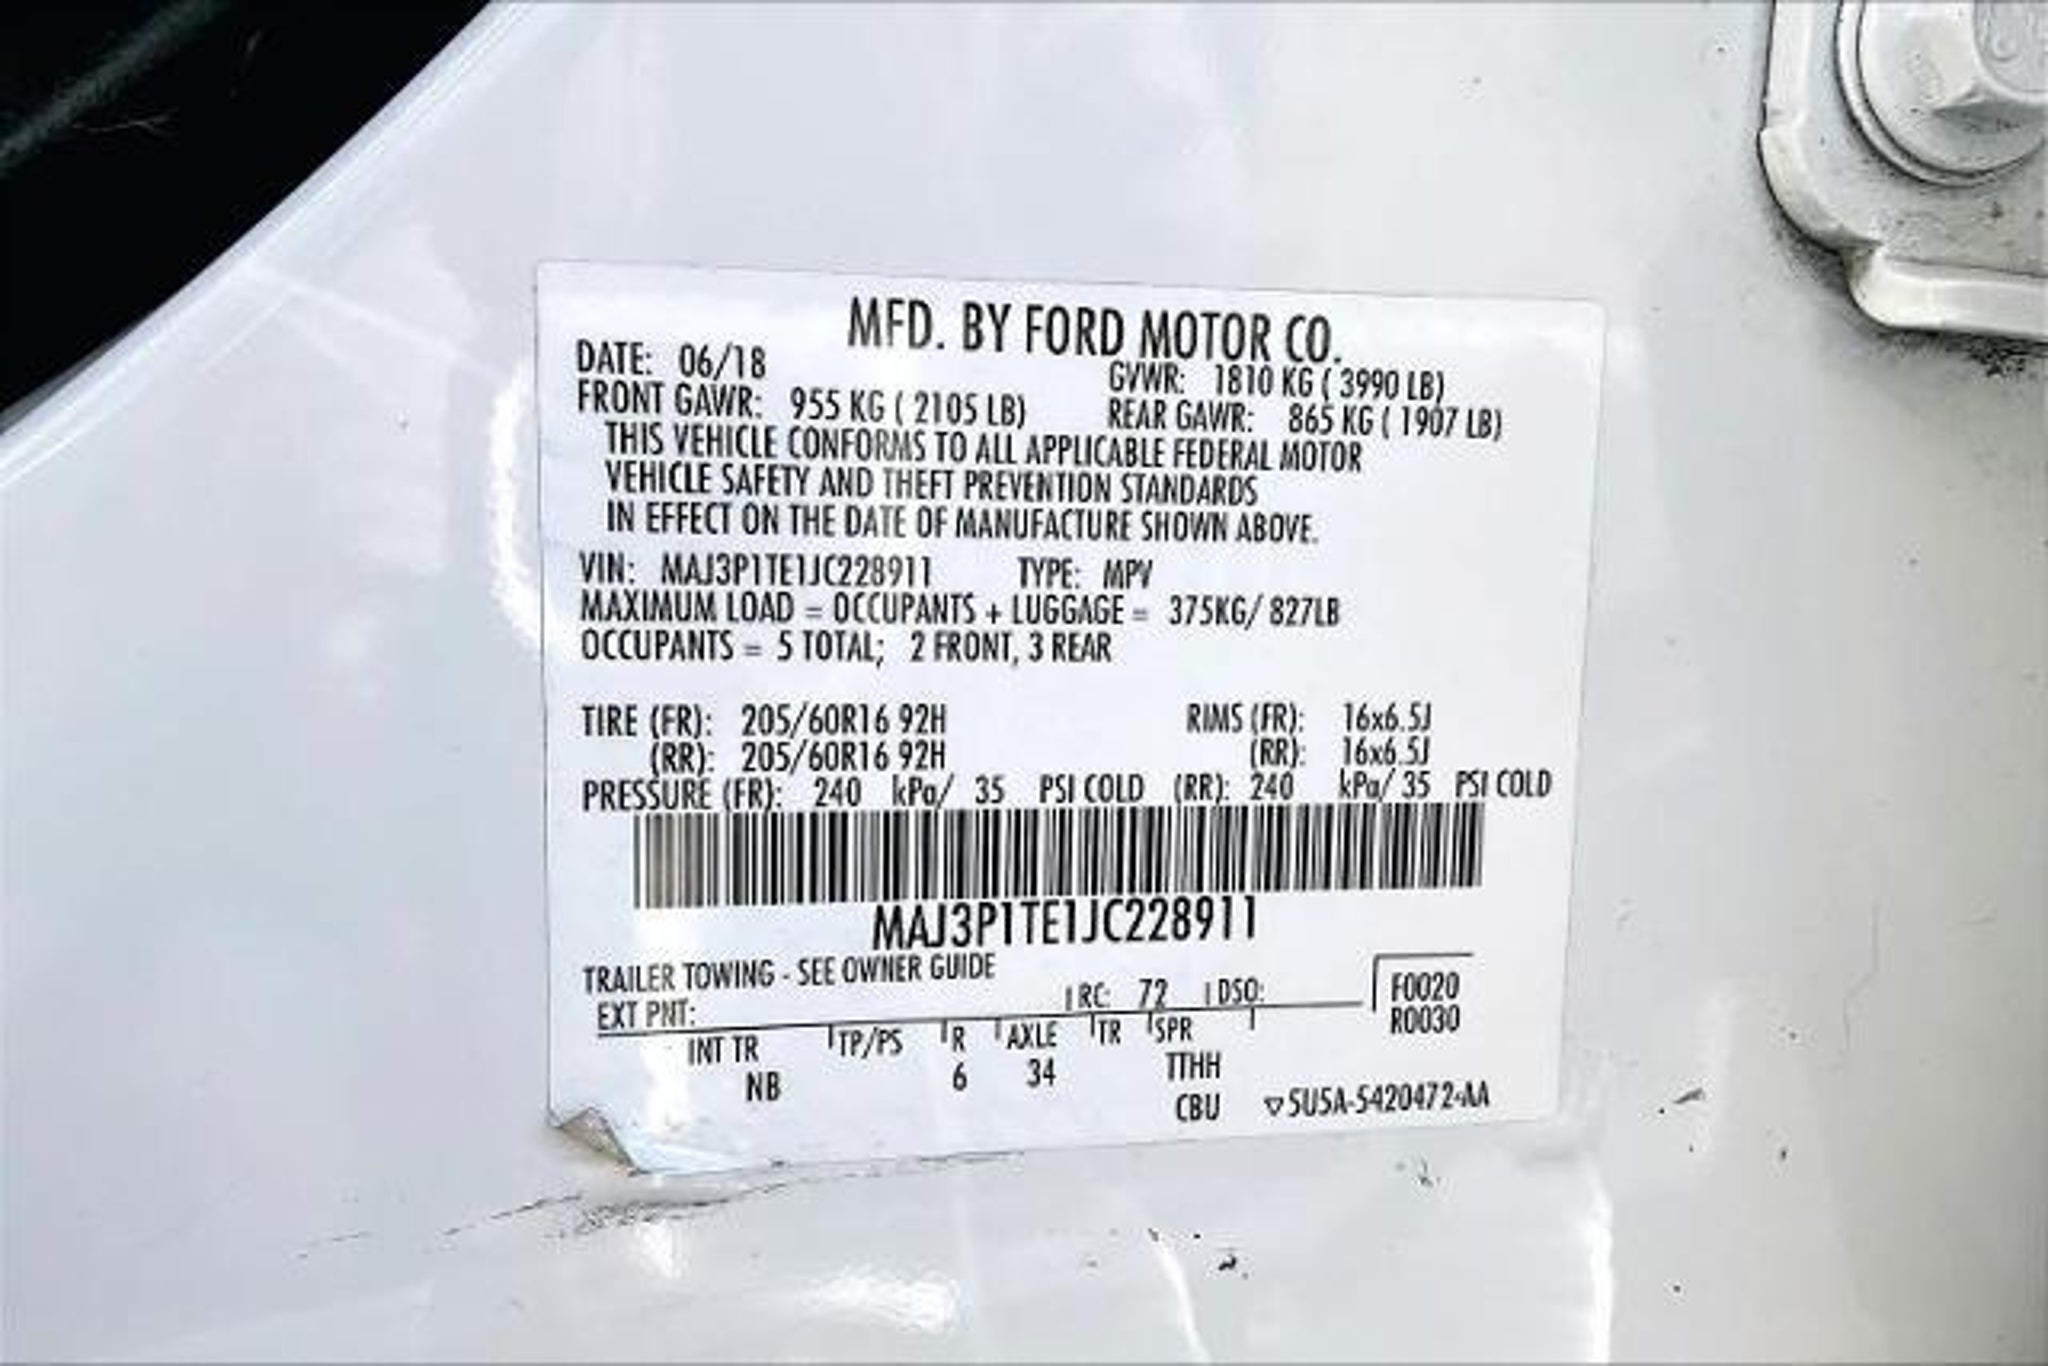 MFD. BY FORD MOTOR CO.
DATE: 06/18 GVWR: 1810 KG ( 3990 LB)
FRONT GAWR: 955 KG ( 2105 LB) REAR GAWR: 865 KG ( 1907 LB)
THIS VEHICLE CONFORMS TO ALL APPLICABLE FEDERAL MOTOR
VEHICLE SAFETY AND THEFT PREVENTION STANDARDS
IN EFFECT ON THE DATE OF MANUFACTURE SHOWN ABOVE.
VIN: MAJ3P1TE1JC228911 TYPE: MPV
MAXIMUM LOAD = OCCUPANTS + LUGGAGE = 375KG/ 827LB
OCCUPANTS = 5 TOTAL; 2 FRONT, 3 REAR
TIRE (FR): 205/60R16 92H RIMS (FR): 16x6.5J
(RR): 205/60R16 92H (RR): 16x6.5J
PRESSURE (FR): 240 kPa/ 35 PSI COLD (RR): 240 kPa/ 35 PSI COLD
MAJ3P1TE1JC228911
TRAILER TOWING - SEE OWNER GUIDE
EXT PNT: RC: 72 DSO: F0020
R0030
INT TR TP/PS R AXLE TR SPR
NB 6 34 TTHH
CBU ▽5U5A-5420472-AA